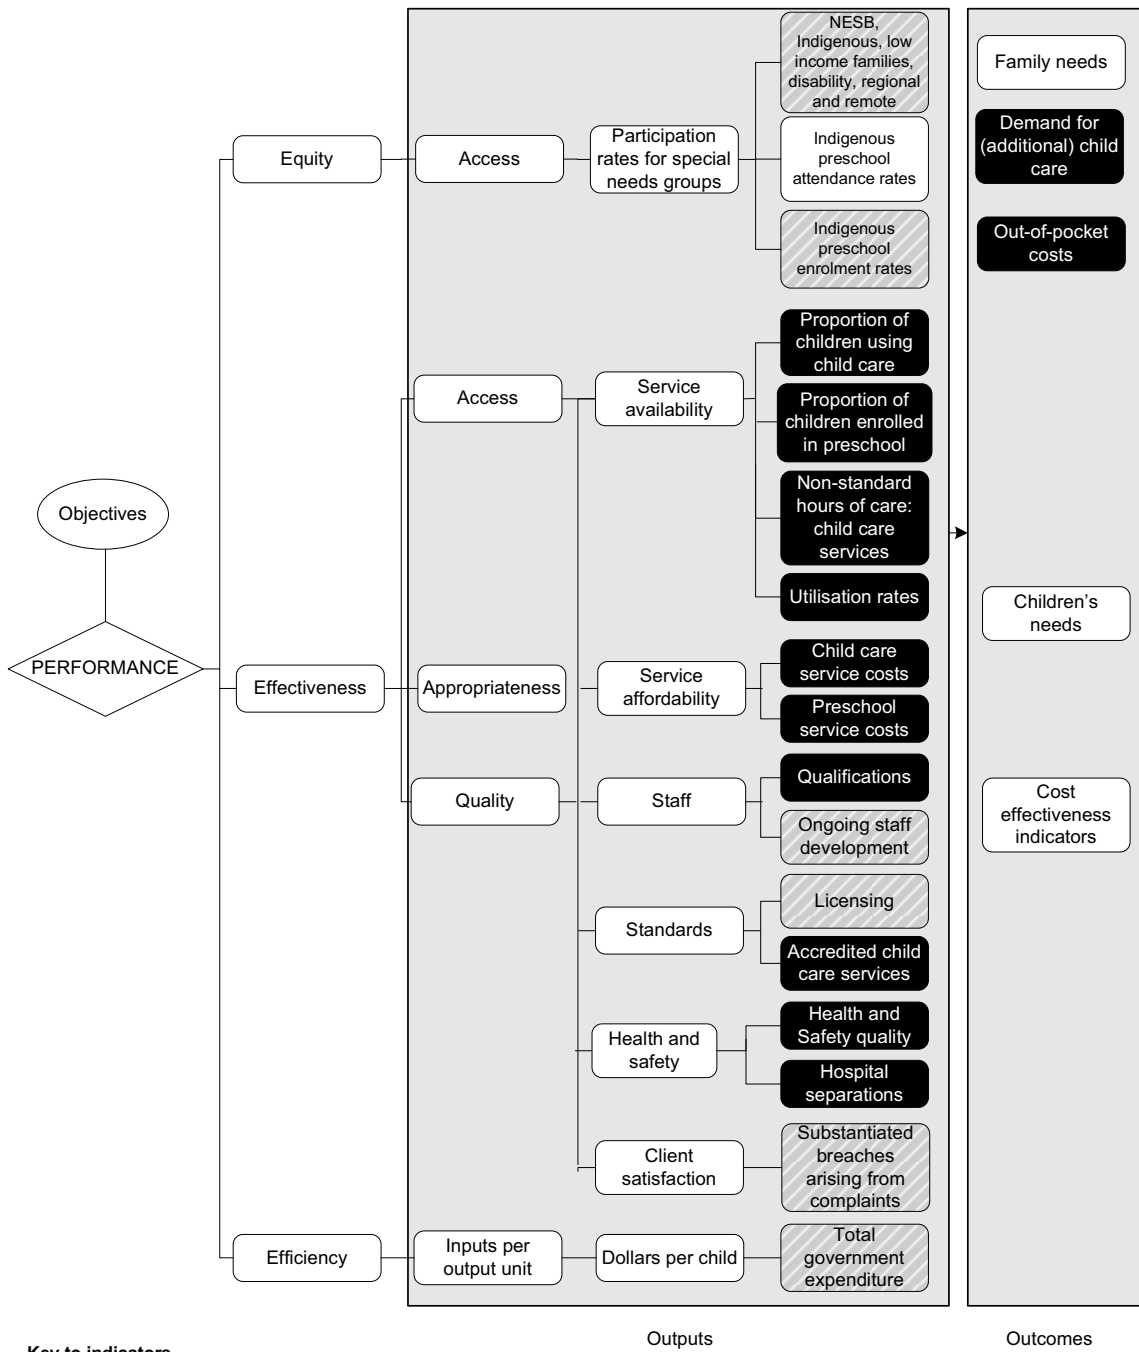 Objectives
PERFORMANCE
Equity
Effectiveness
Efficiency
Access
Participation
rates for special
needs groups
NESB,
Indigenous, low
income families,
disability, regional
and remote
Indigenous
preschool
attendance rates
Indigenous
preschool
enrolment rates
Access
Service
availability
Proportion of
children using
child care
Proportion of
children enrolled
in preschool
Non-standard
hours of care:
child care
services
Utilisation rates
Appropriateness
Service
affordability
Child care
service costs
Preschool
service costs
Quality
Staff
Qualifications
Ongoing staff
development
Standards
Licensing
Accredited child
care services
Health and
safety
Health and
Safety quality
Hospital
separations
Client
satisfaction
Substantiated
breaches
arising from
complaints
Inputs per
output unit
Dollars per child
Total
government
expenditure
Family needs
Demand for
(additional) child
care
Out-of-pocket
costs
Children's
needs
Cost
effectiveness
indicators
Outputs
Outcomes
Key to indicators